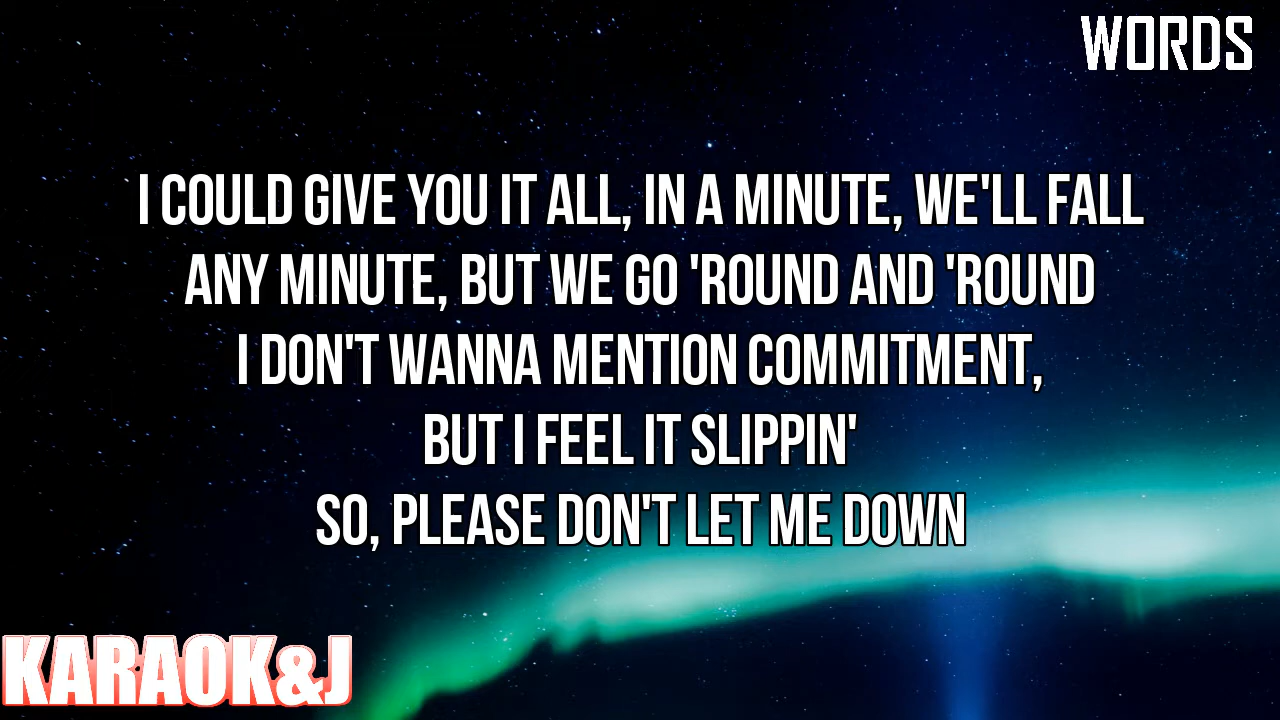 WORDS
I COULD GIVE YOU IT ALL, IN A MINUTE, WE'LL FALL
ANY MINUTE, BUT WE GO 'ROUND AND 'ROUND
I DON'T WANNA MENTION COMMITMENT,
BUT I FEEL IT SLIPPIN'
SO, PLEASE DON'T LET ME DOWN
KARAOK&J